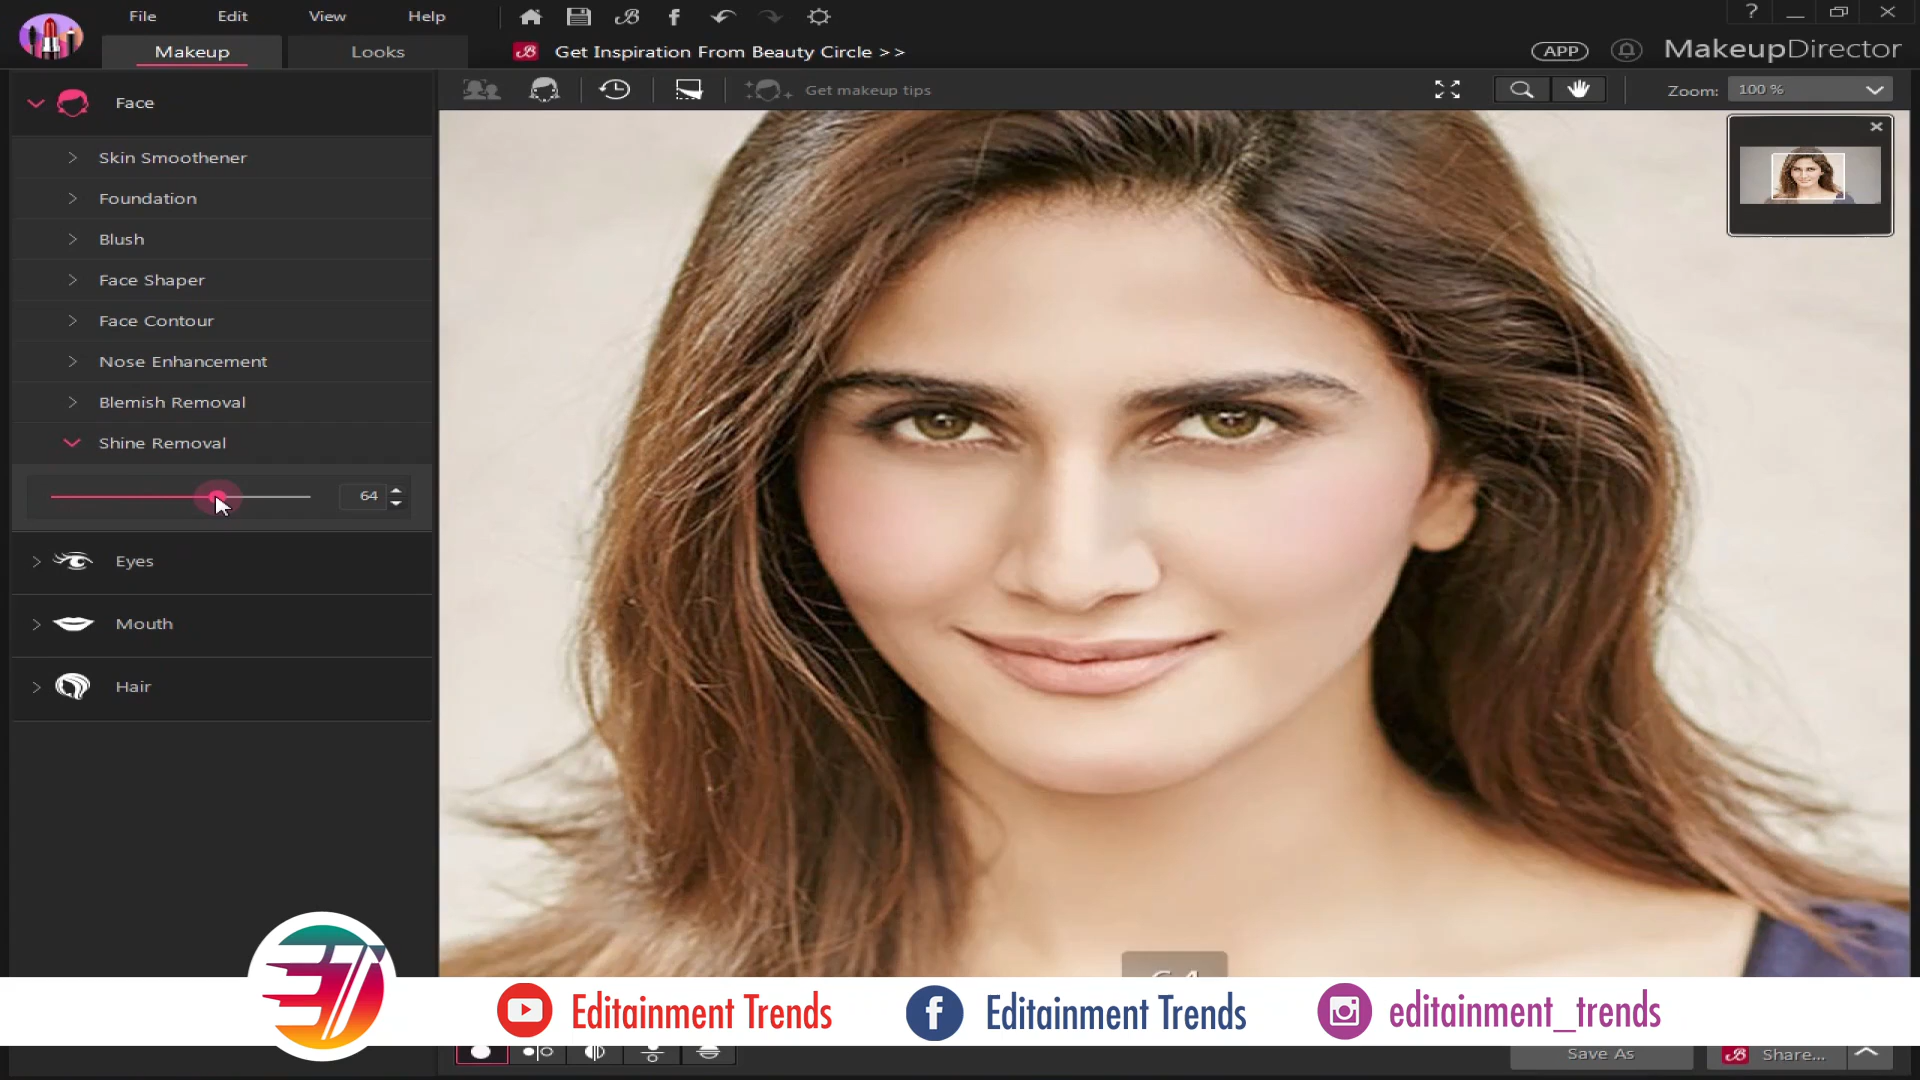 File Edit View Help
?
Makeup Looks
Get Inspiration From Beauty Circle >>
APP
MakeupDirector
Face
Get makeup tips
Zoom: 100 %
Skin Smoothener
Foundation
Blush
Face Shaper
Face Contour
Nose Enhancement
Blemish Removal
Shine Removal
64
Eyes
Mouth
Hair
64
Editainment Trends
Editainment Trends
editainment_trends
Save As
Share...